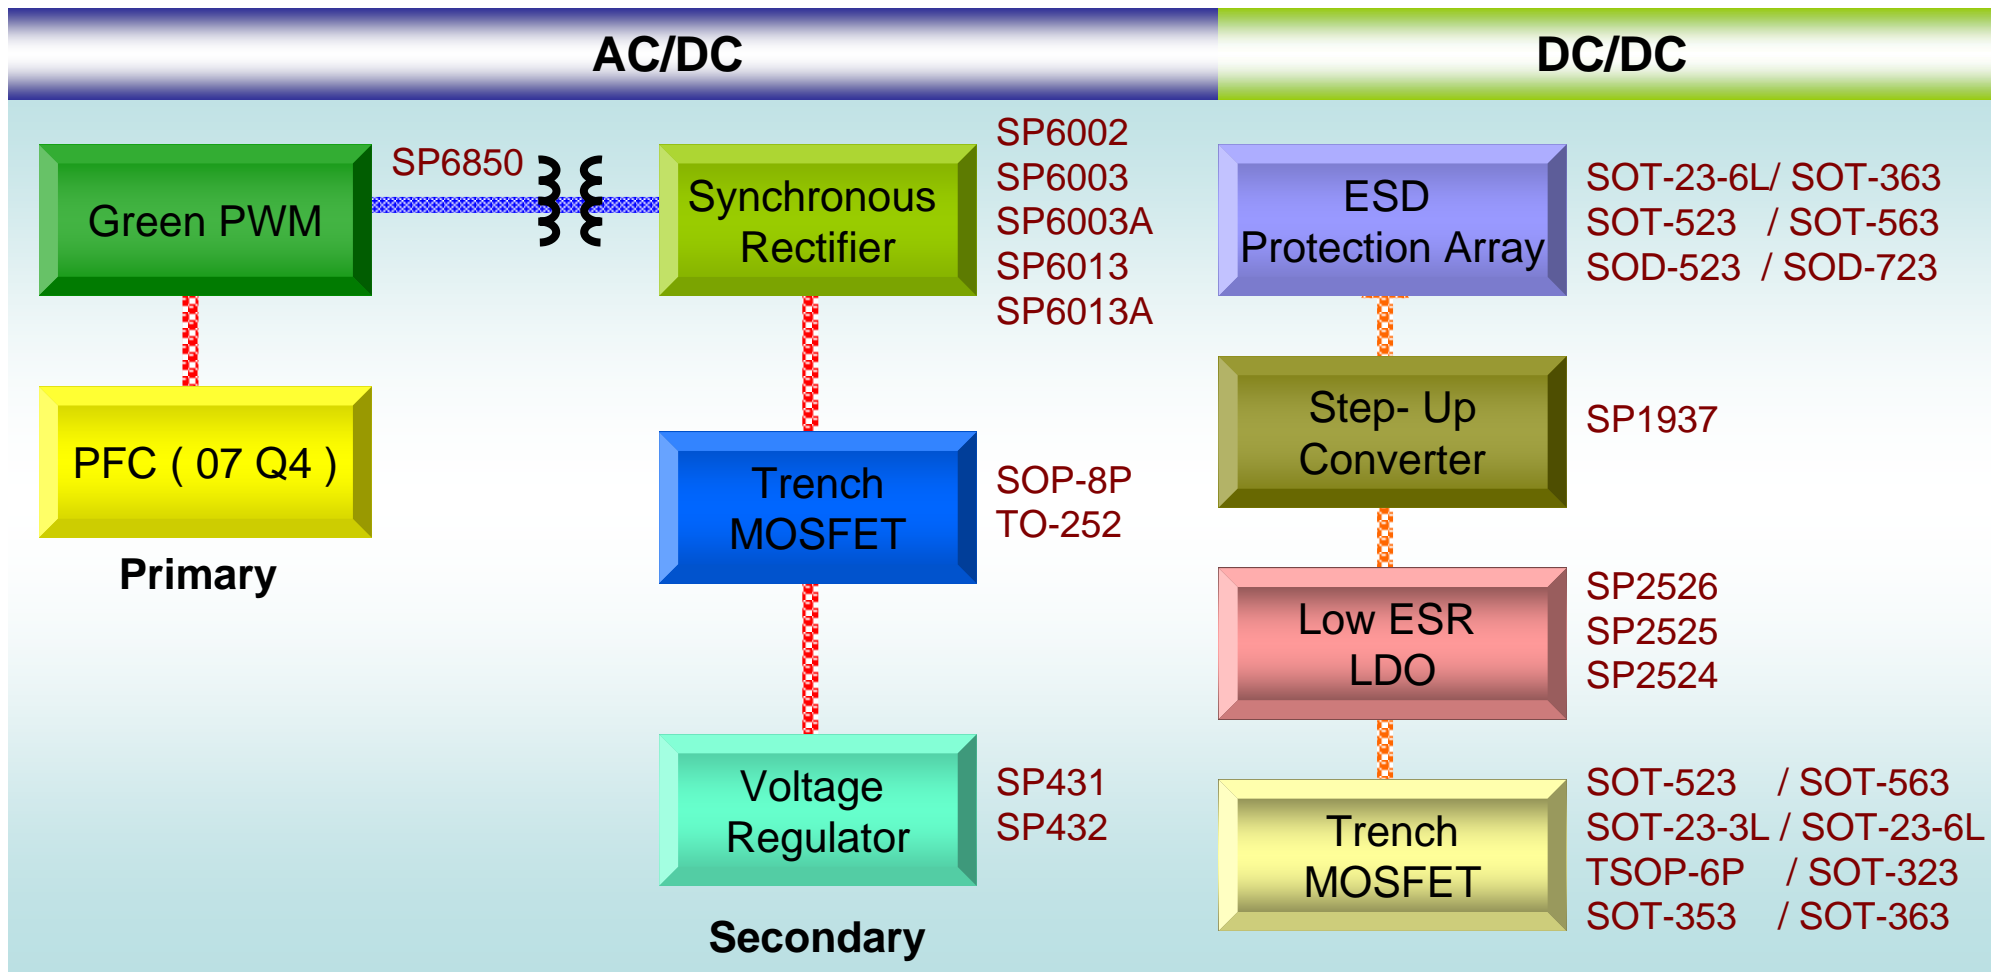 AC/DC
DC/DC
Green PWM
SP6850
PFC ( 07 Q4 )
Primary
Synchronous
Rectifier
SP6002
SP6003
SP6003A
SP6013
SP6013A
Trench
MOSFET
SOP-8P
TO-252
Voltage
Regulator
SP431
SP432
Secondary
ESD
Protection Array
SOT-23-6L/ SOT-363
SOT-523 / SOT-563
SOD-523 / SOD-723
Step- Up
Converter
SP1937
Low ESR
LDO
SP2526
SP2525
SP2524
Trench
MOSFET
SOT-523 / SOT-563
SOT-23-3L / SOT-23-6L
TSOP-6P / SOT-323
SOT-353 / SOT-363